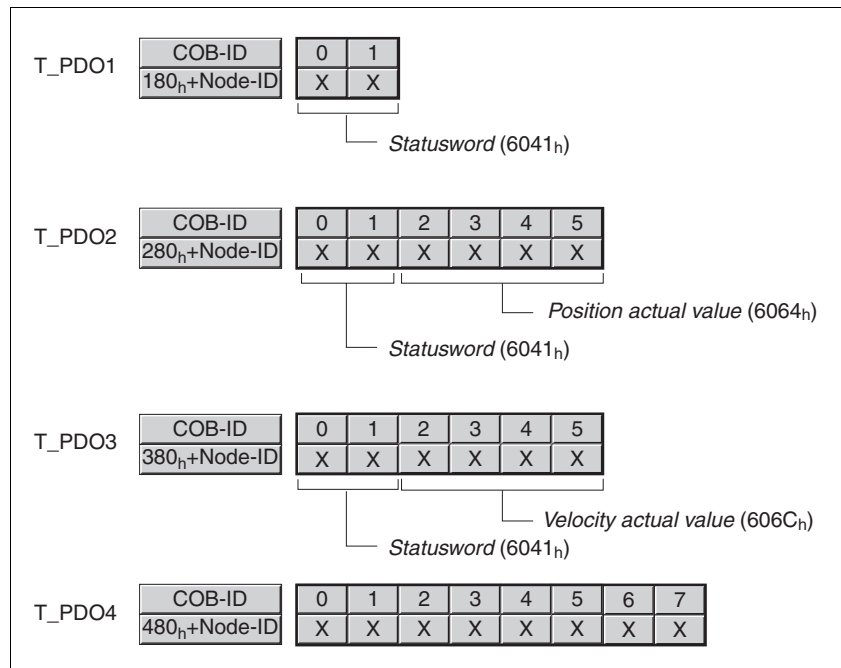 COB-ID 0 1
T_PDO1
180h+Node-ID X X
Statusword (6041h)
COB-ID 0 1 2 3 4 5
T_PDO2
280h+Node-ID X X X X X X
Position actual value (6064h)
Statusword (6041h)
COB-ID 0 1 2 3 4 5
T_PDO3
380h+Node-ID X X X X X X
Velocity actual value (606Ch)
Statusword (6041h)
COB-ID 0 1 2 3 4 5 6 7
T_PDO4
480h+Node-ID X X X X X X X X